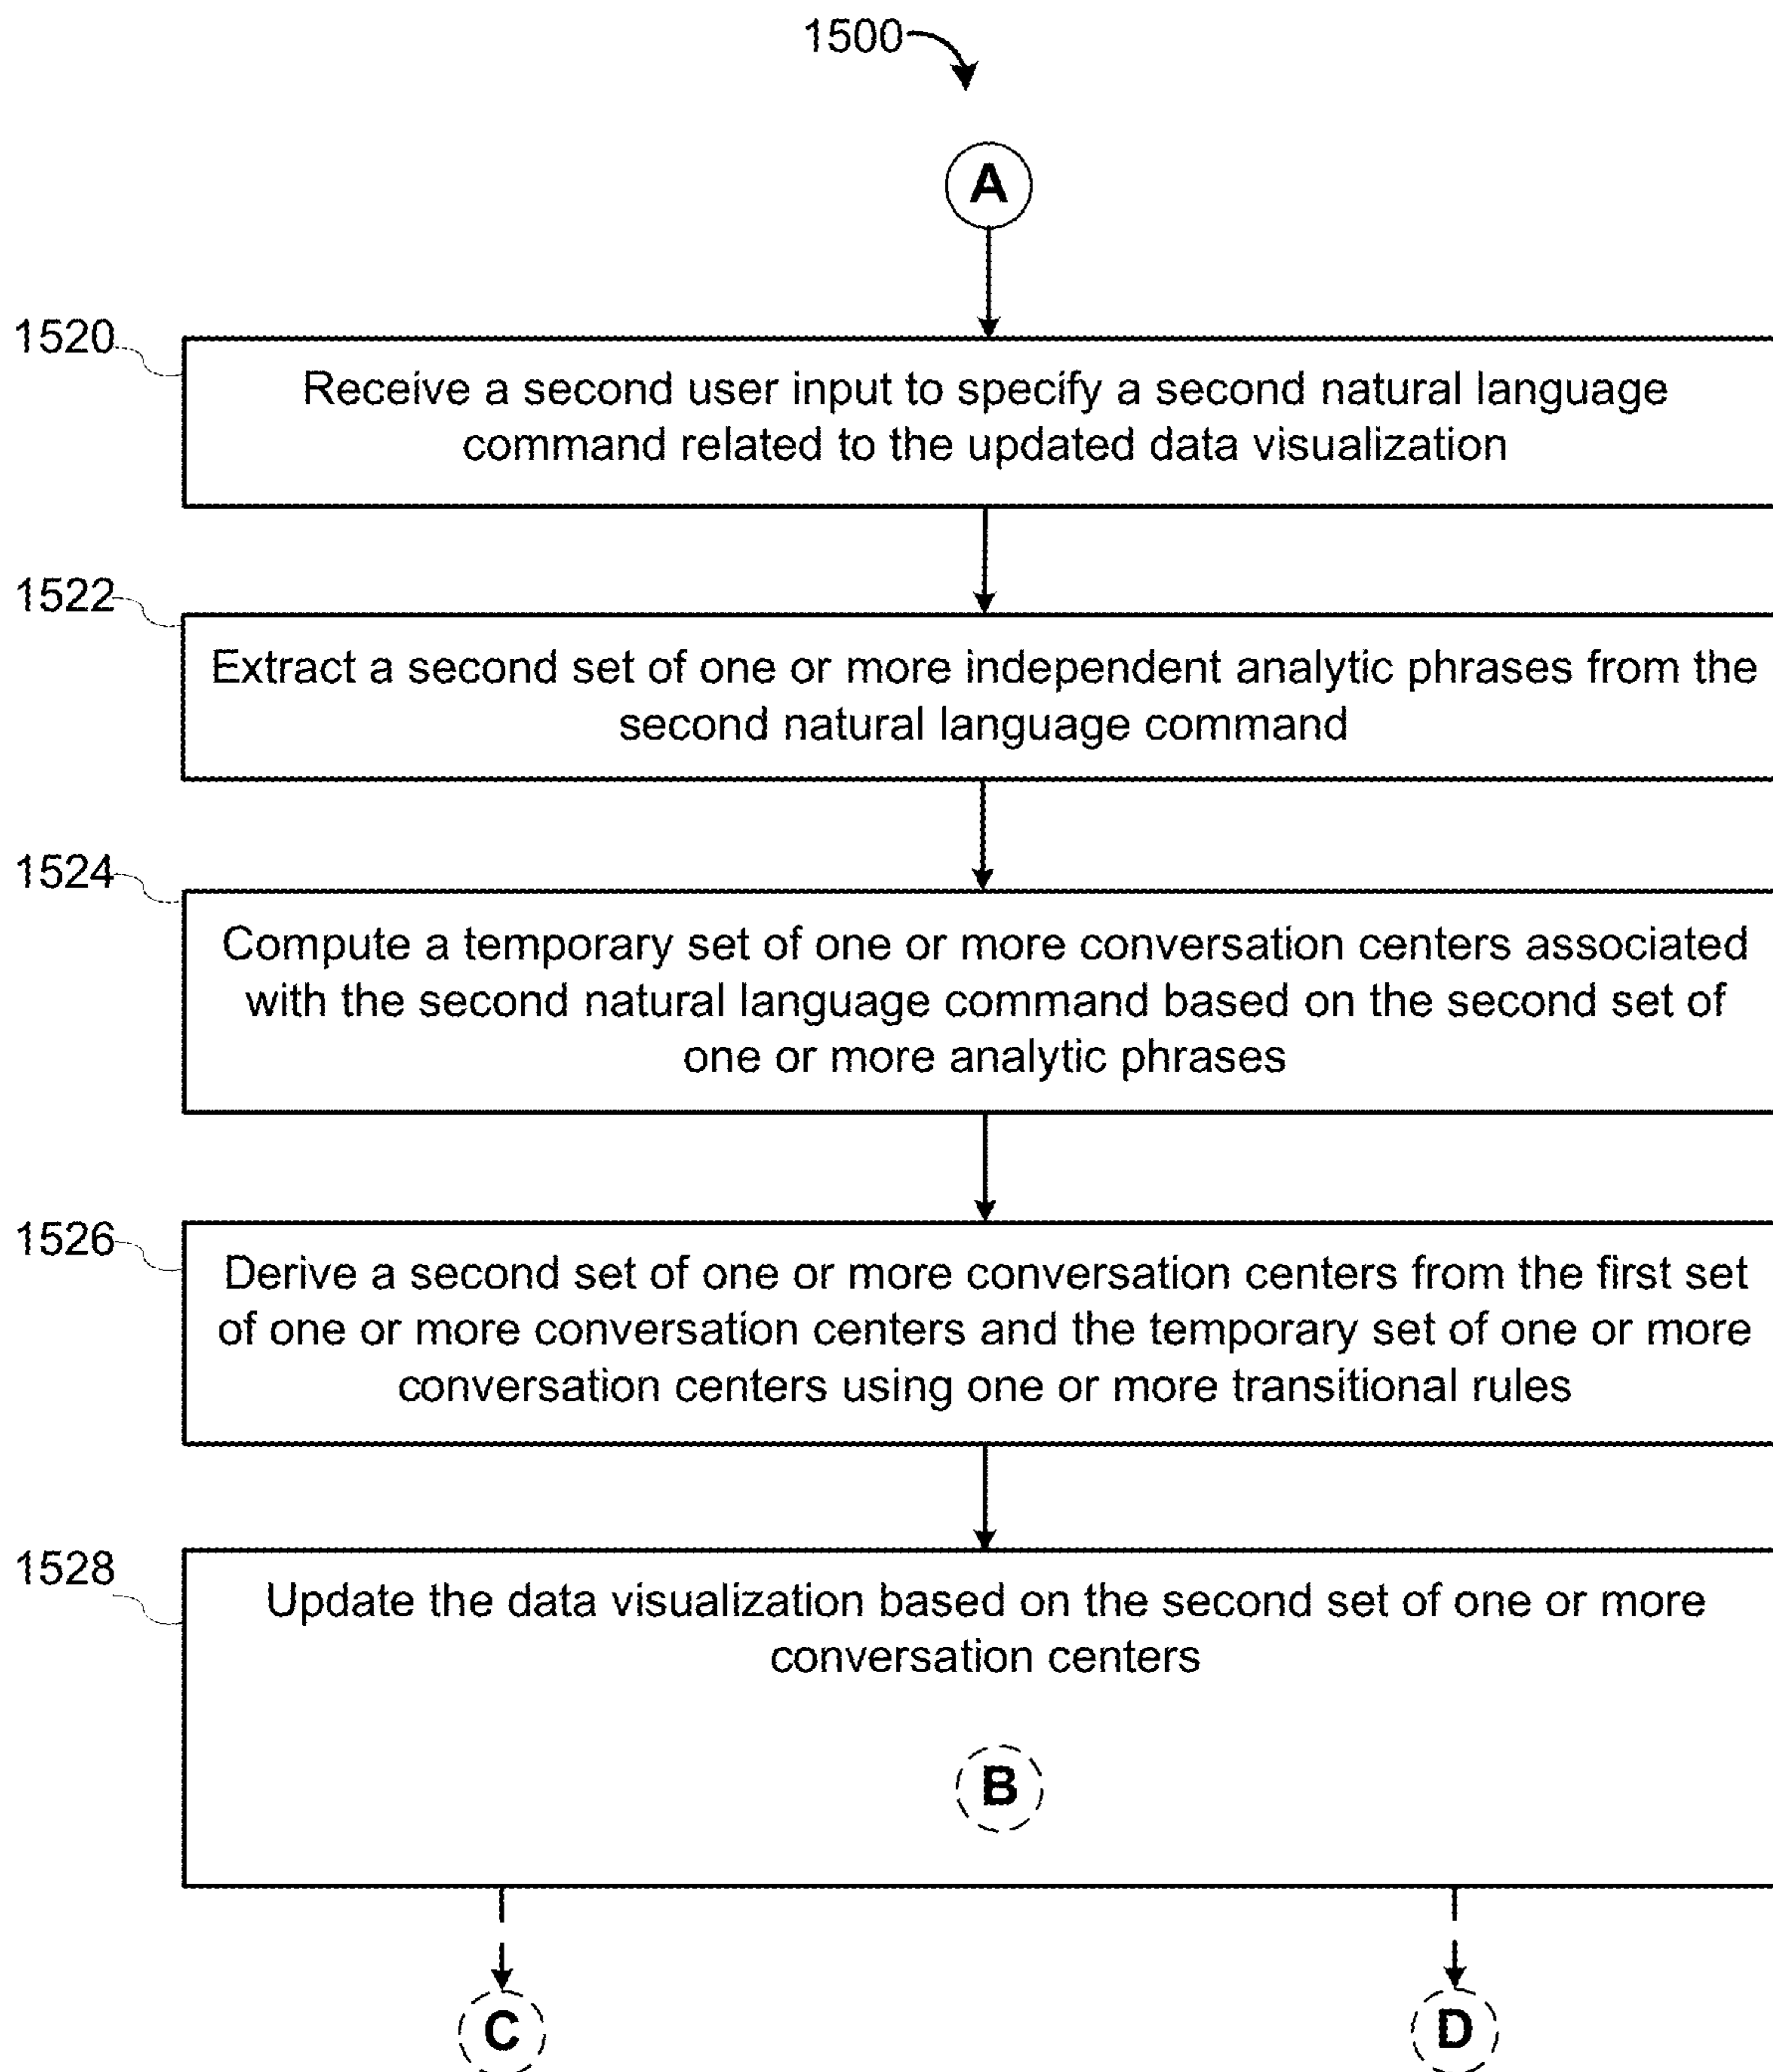 1500
A
1520
Receive a second user input to specify a second natural language
command related to the updated data visualization
1522
Extract a second set of one or more independent analytic phrases from the
second natural language command
1524
Compute a temporary set of one or more conversation centers associated
with the second natural language command based on the second set of
one or more analytic phrases
1526
Derive a second set of one or more conversation centers from the first set
of one or more conversation centers and the temporary set of one or more
conversation centers using one or more transitional rules
1528
Update the data visualization based on the second set of one or more
conversation centers
B
C
D